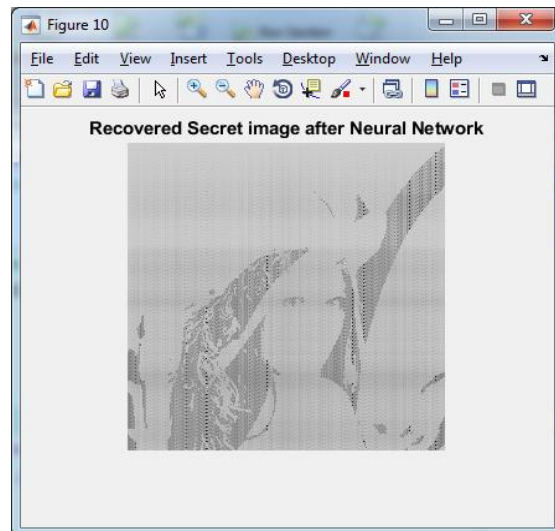 Figure 10
File Edit View Insert Tools Desktop Window Help
Recovered Secret image after Neural Network